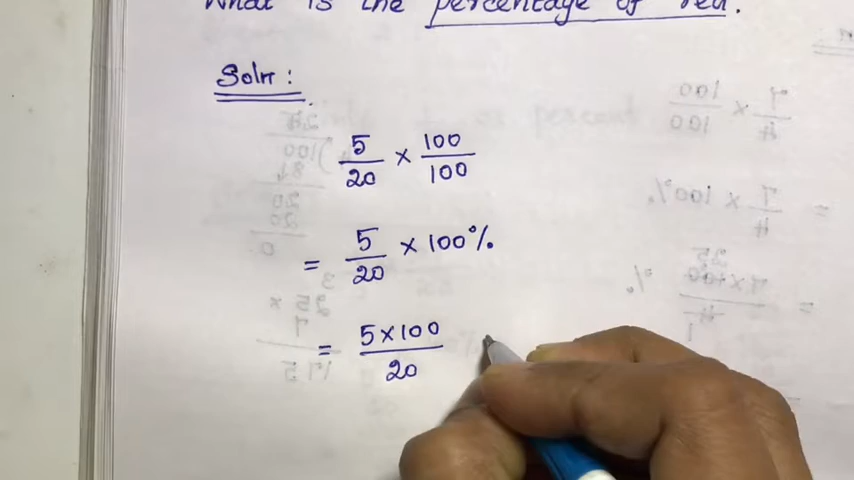 What is the percentage of red.
Soln:
5/20 × 100/100
= 5/20 × 100%
= 5×100/20